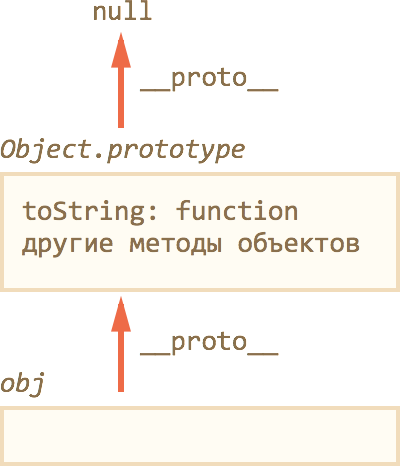 null
__proto__
Object.prototype
toString: function
другие методы объектов
__proto__
obj